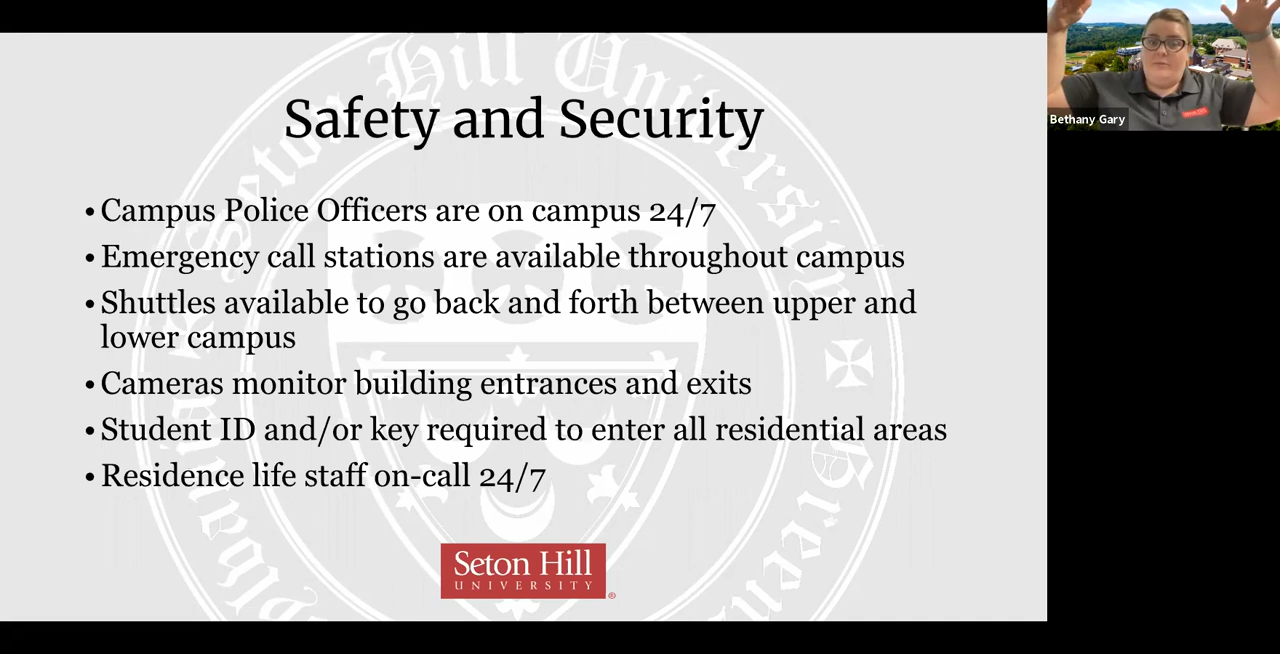 Safety and Security
• Campus Police Officers are on campus 24/7
• Emergency call stations are available throughout campus
• Shuttles available to go back and forth between upper and
lower campus
• Cameras monitor building entrances and exits
• Student ID and/or key required to enter all residential areas
• Residence life staff on-call 24/7
Seton Hill
UNIVERSITY
®
Bethany Gary
Seton Hill University